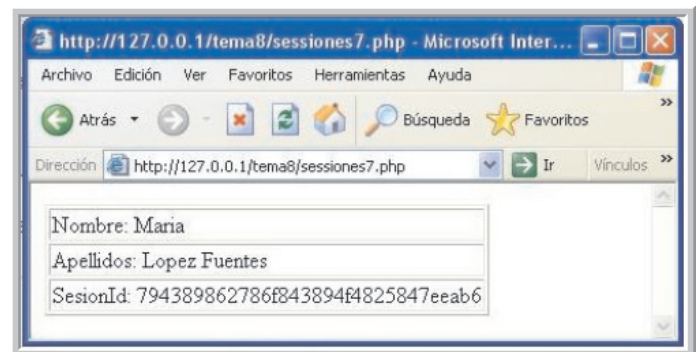 http://127.0.0.1/tema8/sessiones7.php - Microsoft Inter...
Archivo Edición Ver Favoritos Herramientas Ayuda
Atrás Búsqueda Favoritos »
Dirección http://127.0.0.1/tema8/sessiones7.php Ir Vínculos »
Nombre: Maria
Apellidos: Lopez Fuentes
SesionId: 794389862786f843894f4825847eeab6